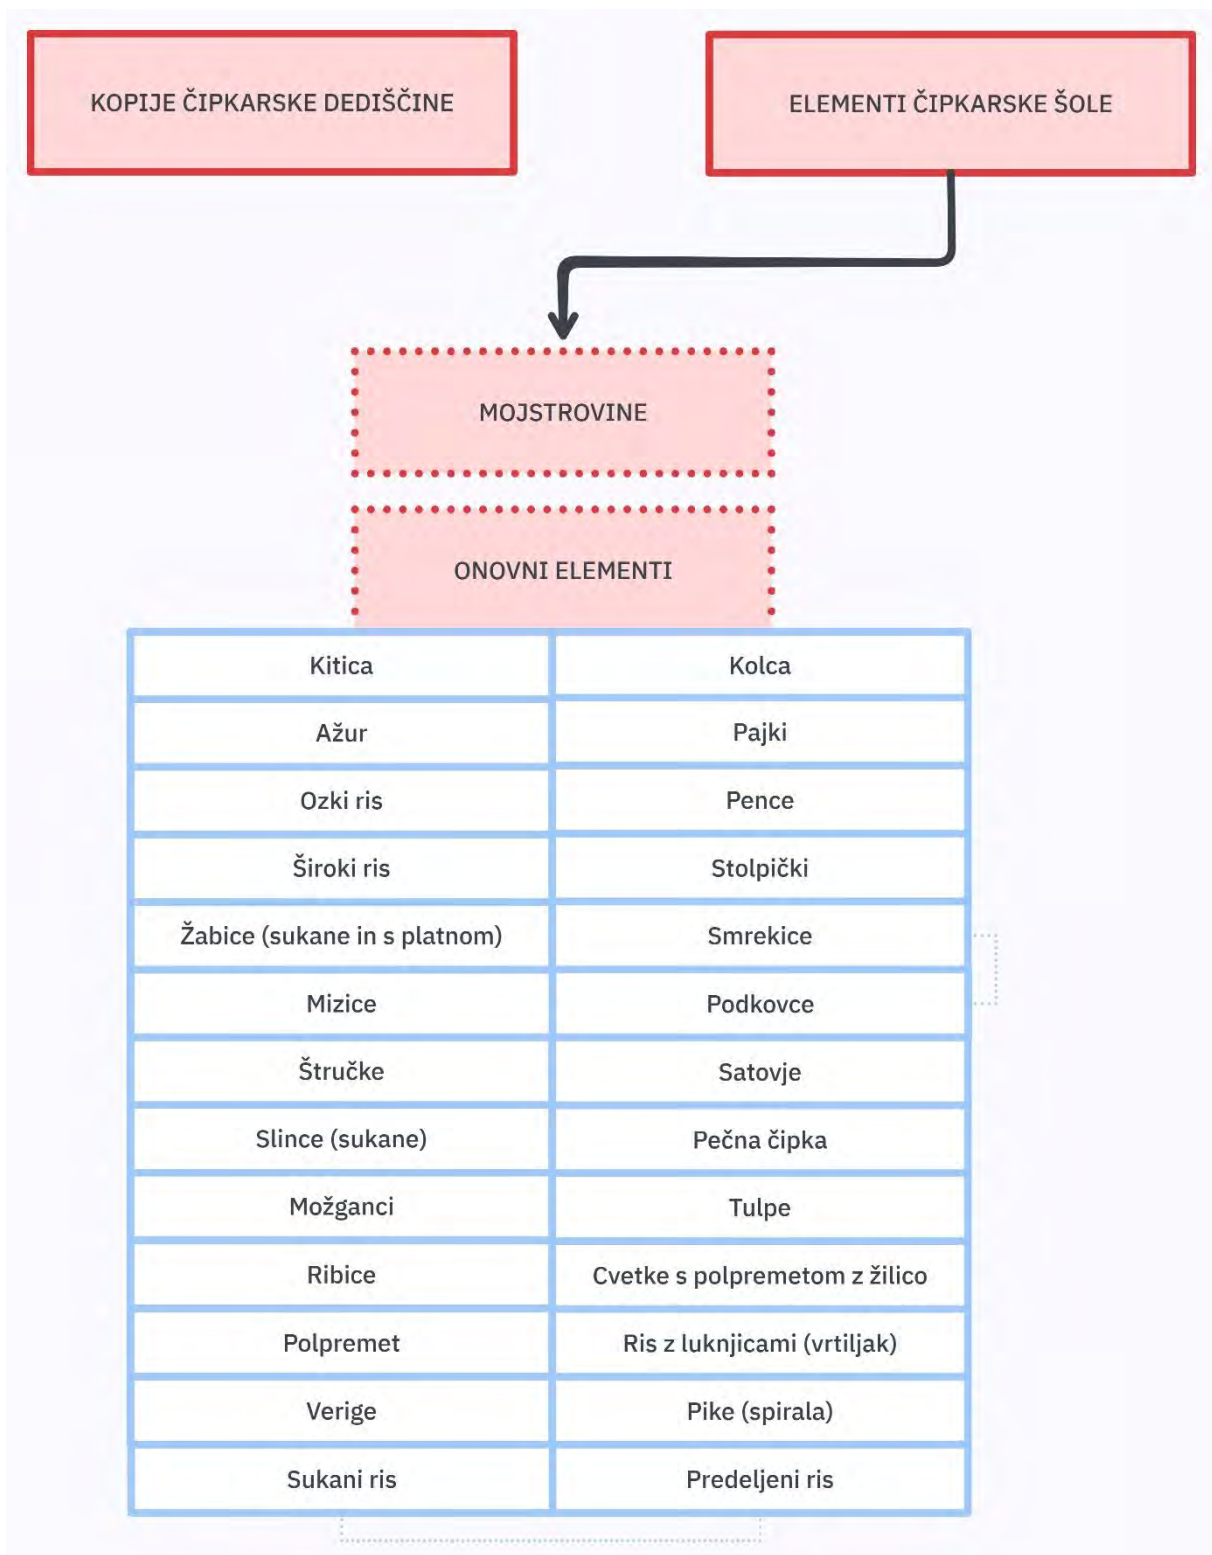 KOPIJE ČIPKARSKE DEDIŠČINE
ELEMENTI ČIPKARSKE ŠOLE
MOJSTROVINE
ONOVNI ELEMENTI
Kitica
Kolca
Ažur
Pajki
Ozki ris
Pence
Široki ris
Stolpički
Žabice (sukane in s platnom)
Smrekice
Mizice
Podkovce
Štručke
Satovje
Slince (sukane)
Pečna čipka
Možganci
Tulpe
Ribice
Cvetke s polpremetom z žilico
Polpremet
Ris z luknjicami (vrtiljak)
Verige
Pike (spirala)
Sukani ris
Predeljeni ris